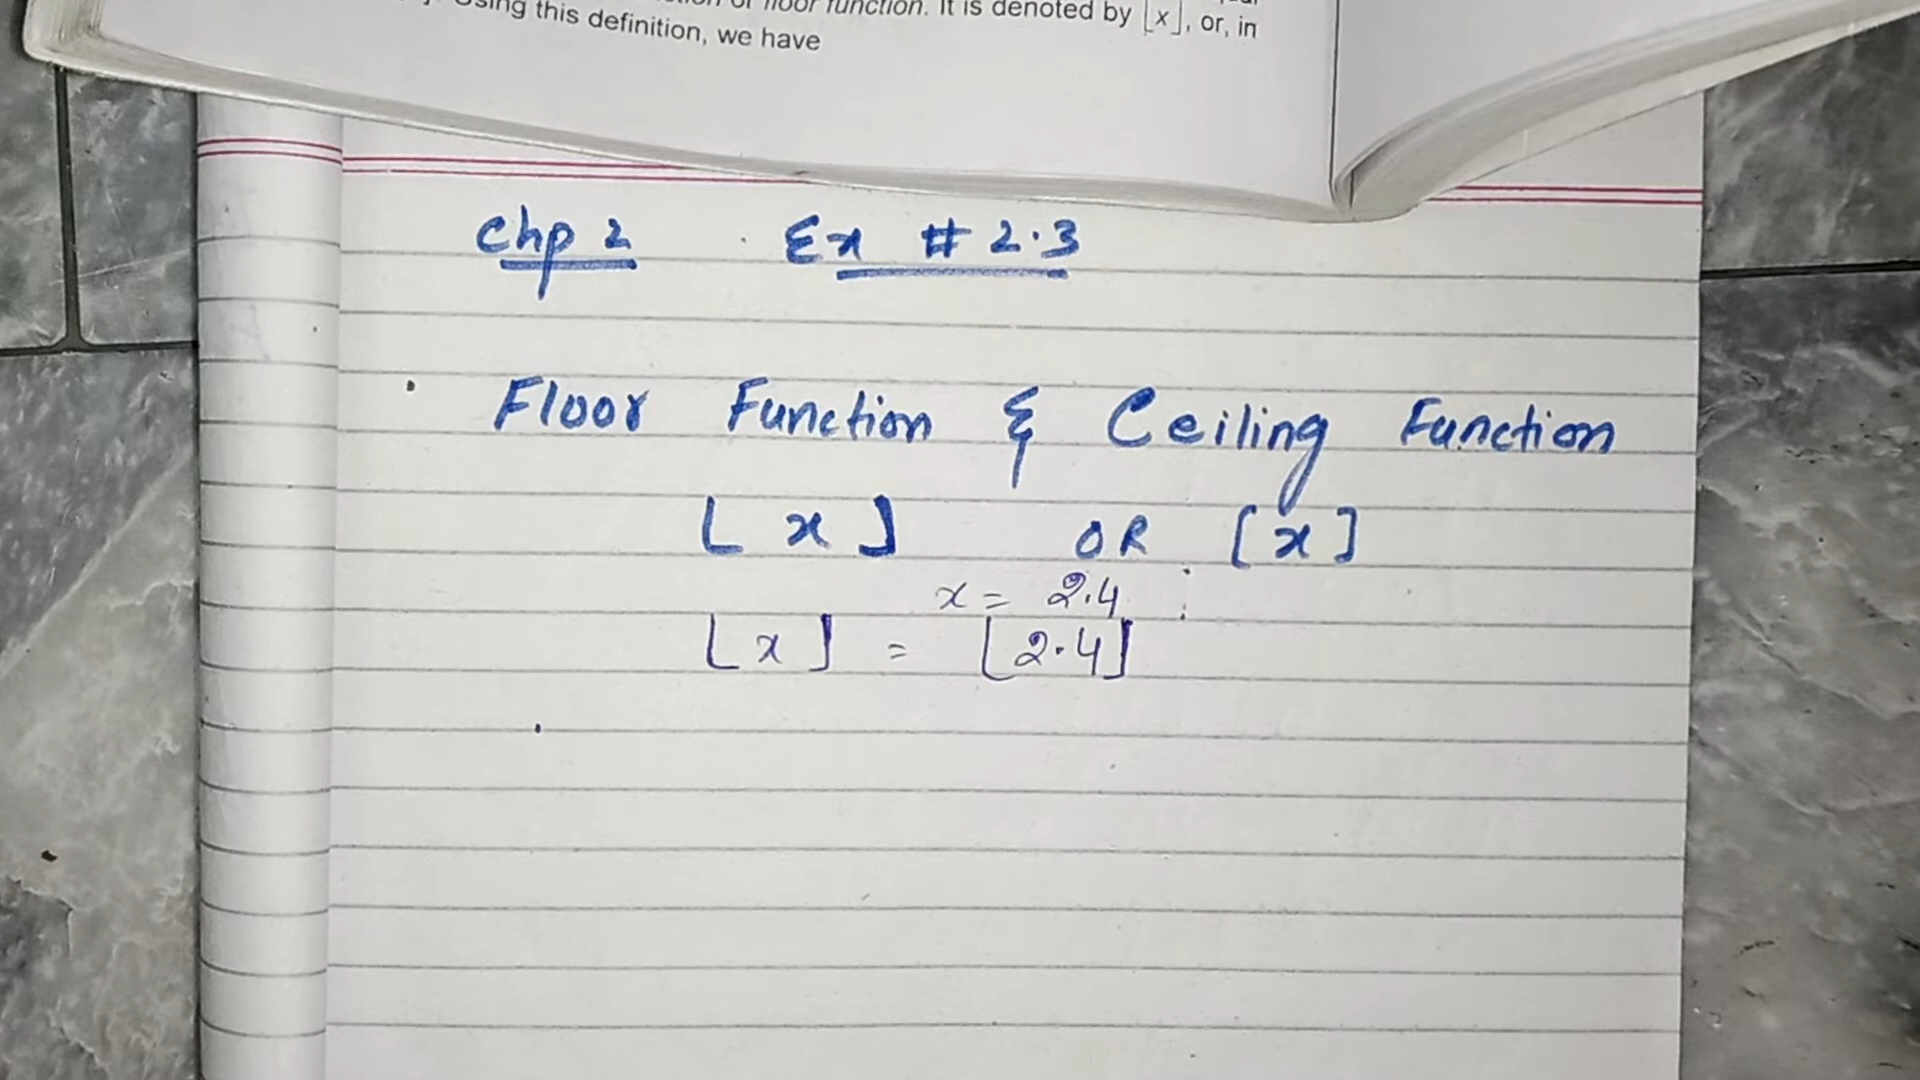 floor function. It is denoted by ⌊x⌋, or, in
Using this definition, we have
Chp 2 Ex # 2.3
Floor Function & Ceiling Function
⌊x⌋ OR [x]
x = 2.4
⌊x⌋ = ⌊2.4⌋